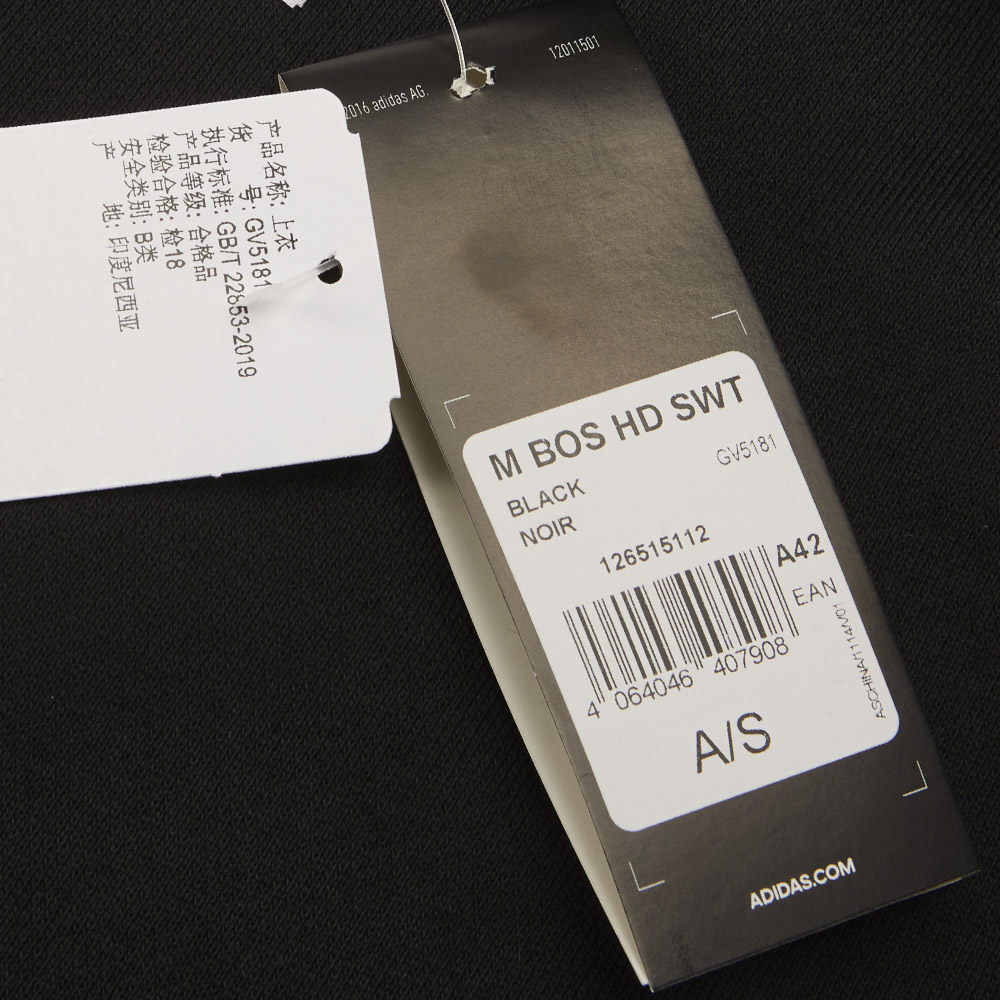 产品名称: 上衣
货 号: GV5181
执行标准: GB/T 22853-2019
产品等级: 合格品
检验合格: 检18
安全类别: B类
产 地: 印度尼西亚
2016 adidas AG.
12011501
M BOS HD SWT
GV5181
BLACK
NOIR
126515112
A42
EAN
4 064046 407908
ASCHINAH1114V01
A/S
ADIDAS.COM